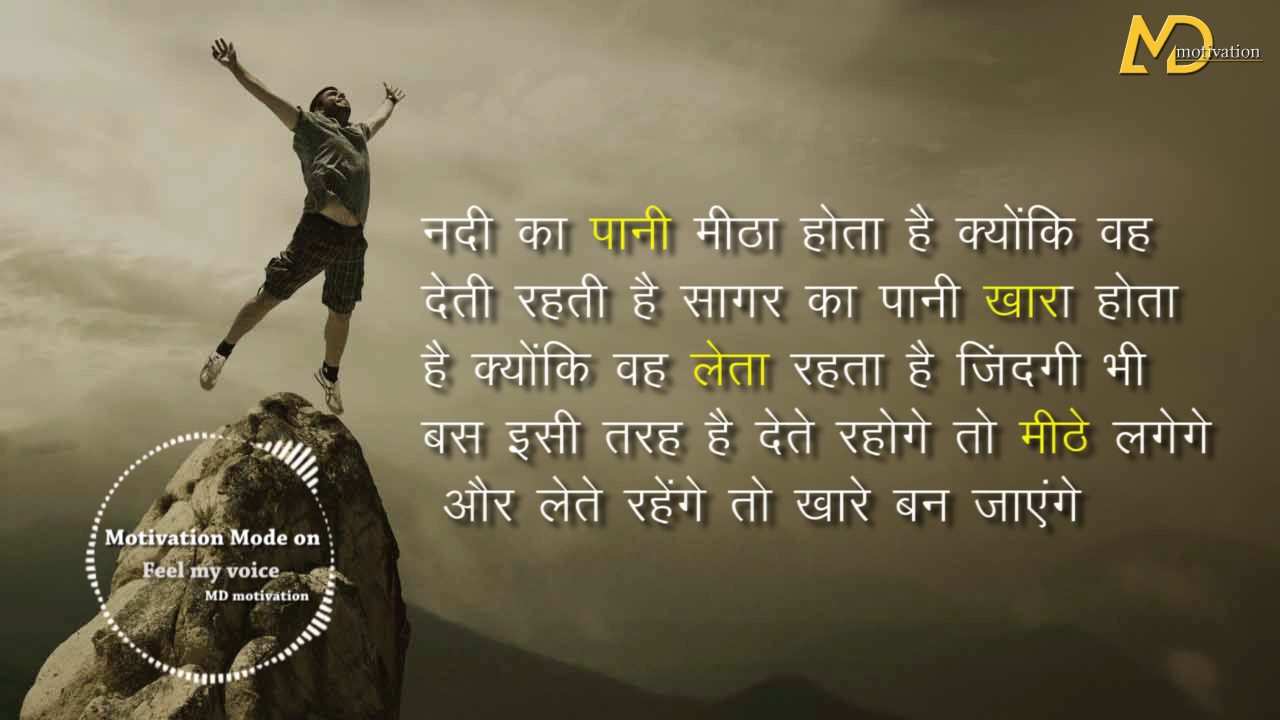 MD motivation
नदी का पानी मीठा होता है क्योंकि वह
देती रहती है सागर का पानी खारा होता
है क्योंकि वह लेता रहता है जिंदगी भी
बस इसी तरह है देते रहोगे तो मीठे लगेगे
और लेते रहेंगे तो खारे बन जाएंगे
Motivation Mode on
Feel my voice
MD motivation